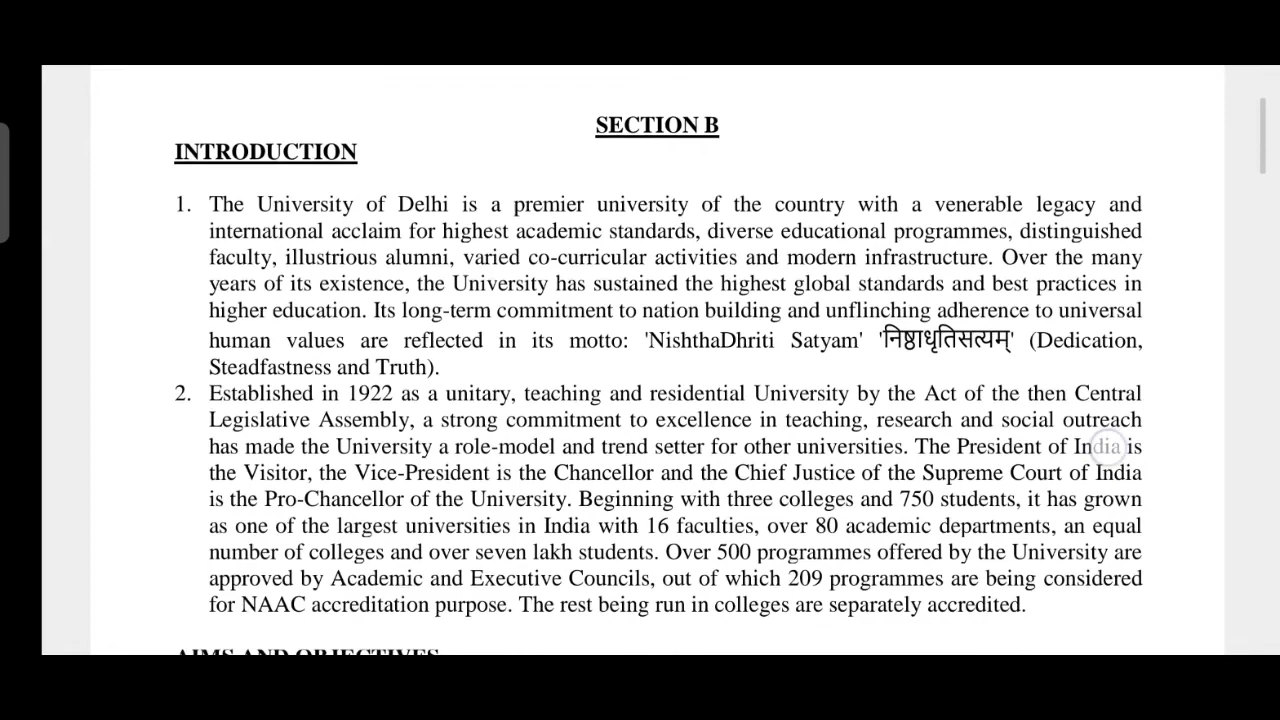 SECTION B
INTRODUCTION
1. The University of Delhi is a premier university of the country with a venerable legacy and
international acclaim for highest academic standards, diverse educational programmes, distinguished
faculty, illustrious alumni, varied co-curricular activities and modern infrastructure. Over the many
years of its existence, the University has sustained the highest global standards and best practices in
higher education. Its long-term commitment to nation building and unflinching adherence to universal
human values are reflected in its motto: 'NishthaDhriti Satyam' 'निष्ठाधृतिसत्यम्' (Dedication,
Steadfastness and Truth).
2. Established in 1922 as a unitary, teaching and residential University by the Act of the then Central
Legislative Assembly, a strong commitment to excellence in teaching, research and social outreach
has made the University a role-model and trend setter for other universities. The President of India is
the Visitor, the Vice-President is the Chancellor and the Chief Justice of the Supreme Court of India
is the Pro-Chancellor of the University. Beginning with three colleges and 750 students, it has grown
as one of the largest universities in India with 16 faculties, over 80 academic departments, an equal
number of colleges and over seven lakh students. Over 500 programmes offered by the University are
approved by Academic and Executive Councils, out of which 209 programmes are being considered
for NAAC accreditation purpose. The rest being run in colleges are separately accredited.
AIMS AND OBJECTIVES